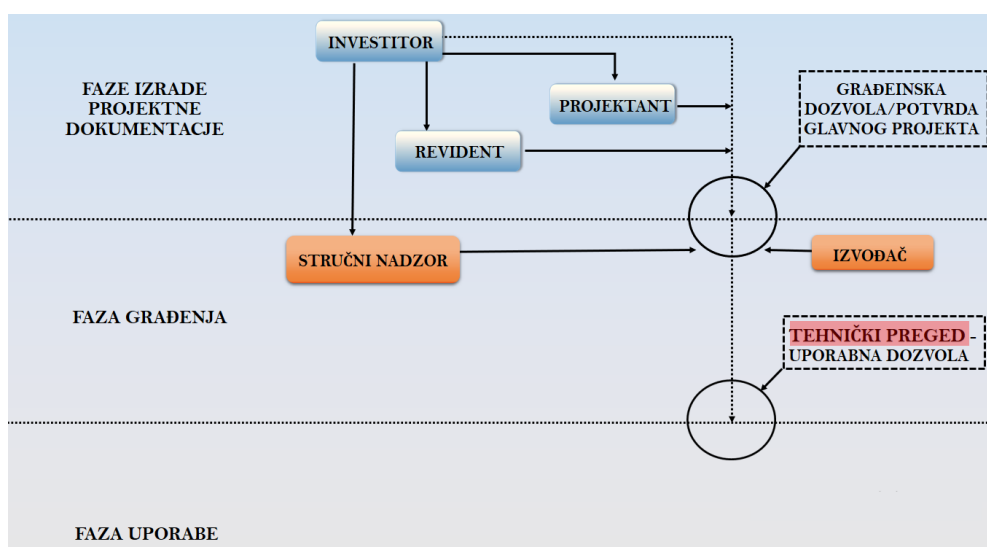 INVESTITOR
FAZE IZRADE
PROJEKTNE
DOKUMENTACJE
PROJEKTANT
GRAĐEINSKA
DOZVOLA/POTVRDA
GLAVNOG PROJEKTA
REVIDENT
STRUČNI NADZOR
IZVOĐAČ
FAZA GRAĐENJA
TEHNIČKI PREGED –
UPORABNA DOZVOLA
FAZA UPORABE